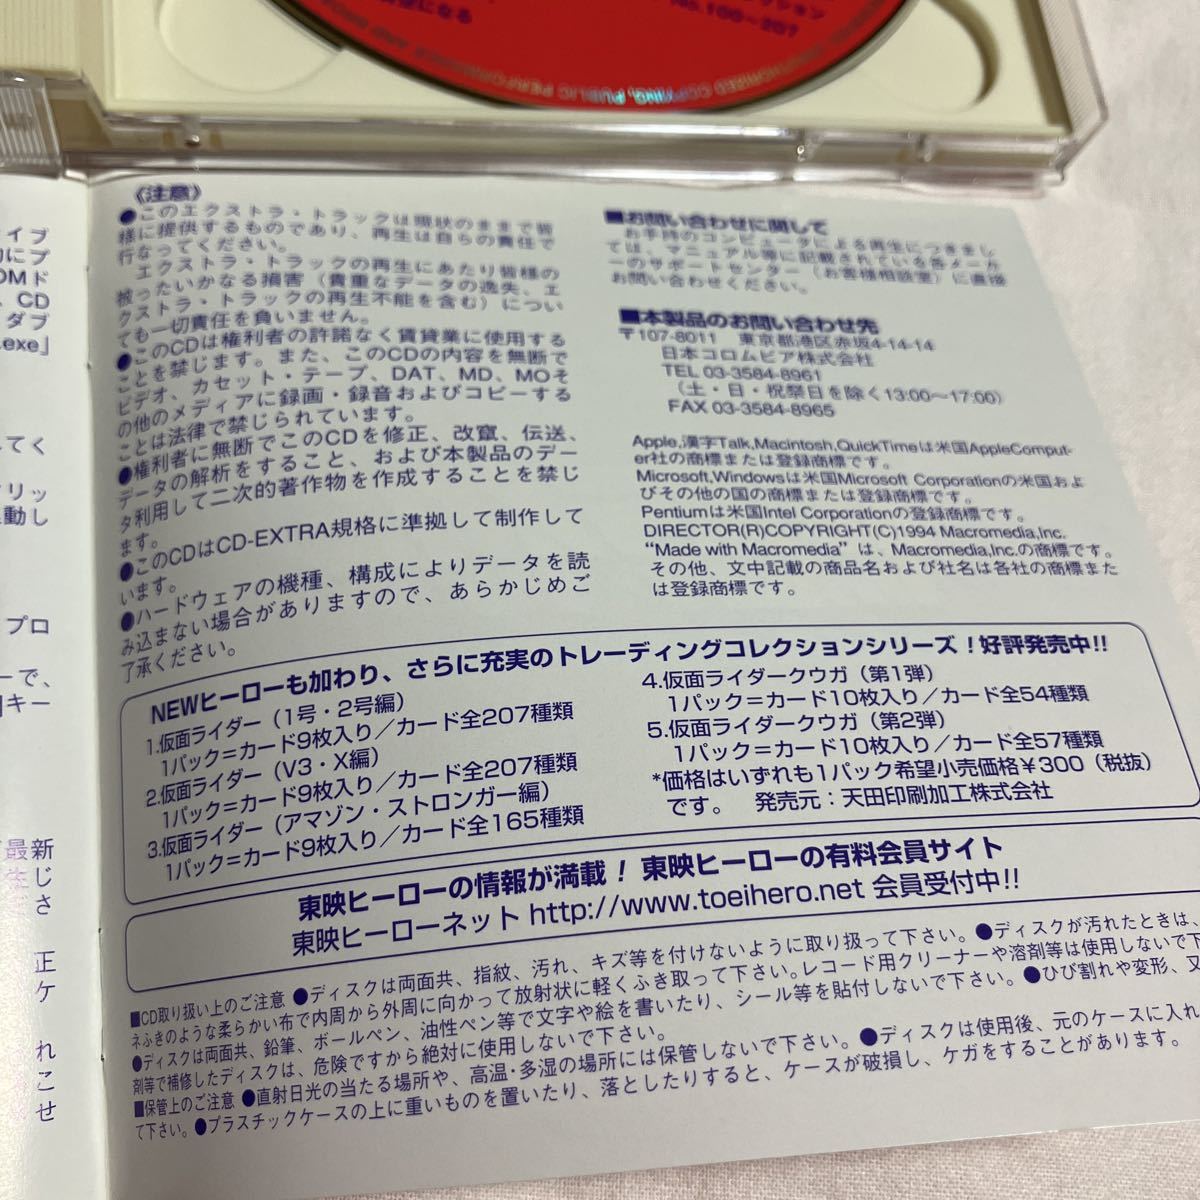 クション
No.100～201
望になる
UNAUTHORISED COPYING, PUBLIC PERFORMANCE AND BROA
イプ
にプ
OMド
、CD
ダブ
.exe」
てく
リッ
動し
プロ
ーで、
キー
最新
じ
さ
正
ケ
れ
こ
せ
《注意》
●このエクストラ・トラックは現状のままで皆
様に提供するものであり、再生は自らの責任で
行なってください。
エクストラ・トラックの再生にあたり皆様の
被ったいかなる損害（貴重なデータの逸失、エ
クストラ・トラックの再生不能を含む）につい
ても一切責任を負いません。
●このCDは権利者の許諾なく賃貸業に使用する
ことを禁じます。また、このCDの内容を無断で
ビデオ、カセット・テープ、DAT、MD、MOそ
の他のメディアに録画・録音およびコピーする
ことは法律で禁じられています。
●権利者に無断でこのCDを修正、改竄、伝送、
データの解析をすること、および本製品のデー
タ利用して二次的著作物を作成することを禁じ
ます。
●このCDはCD-EXTRA規格に準拠して制作して
います。
●ハードウェアの機種、構成によりデータを読
み込まない場合がありますので、あらかじめご
了承ください。
■お問い合わせに関して
お手持のコンピュータによる再生につきまし
ては、マニュアル等に記載されている各メーカ
ーのサポートセンター（お客様相談室）に直接
お問い合わせください。
■本製品のお問い合わせ先
〒107-8011　東京都港区赤坂4-14-14
日本コロムビア株式会社
TEL 03-3584-8961
（土・日・祝祭日を除く13:00～17:00）
FAX 03-3584-8965
Apple,漢字Talk,Macintosh,QuickTimeは米国AppleComput-
er社の商標または登録商標です。
Microsoft,Windowsは米国Microsoft Corporationの米国およ
びその他の国の商標または登録商標です。
Pentiumは米国Intel Corporationの登録商標です。
DIRECTOR(R)COPYRIGHT(C)1994 Macromedia,Inc.
“Made with Macromedia”は、Macromedia,Inc.の商標です。
その他、文中記載の商品名および社名は各社の商標また
は登録商標です。
NEWヒーローも加わり、さらに充実のトレーディングコレクションシリーズ！好評発売中!!
1.仮面ライダー（1号・2号編）
1パック＝カード9枚入り／カード全207種類
2.仮面ライダー（V3・X編）
1パック＝カード9枚入り／カード全207種類
3.仮面ライダー（アマゾン・ストロンガー編）
1パック＝カード9枚入り／カード全165種類
4.仮面ライダークウガ（第1弾）
1パック＝カード10枚入り／カード全54種類
5.仮面ライダークウガ（第2弾）
1パック＝カード10枚入り／カード全57種類
*価格はいずれも1パック希望小売価格￥300（税抜）
です。　発売元：天田印刷加工株式会社
東映ヒーローの情報が満載！ 東映ヒーローの有料会員サイト
東映ヒーローネット http://www.toeihero.net 会員受付中!!
■CD取り扱い上のご注意 ●ディスクは両面共、指紋、汚れ、キズ等を付けないように取り扱って下さい。●ディスクが汚れたときは、
ネふきのような柔らかい布で内周から外周に向かって放射状に軽くふき取って下さい。レコード用クリーナーや溶剤等は使用しないで下
●ディスクは両面共、鉛筆、ボールペン、油性ペン等で文字や絵を書いたり、シール等を貼付しないで下さい。●ひび割れや変形、又
剤等で補修したディスクは、危険ですから絶対に使用しないで下さい。
■保管上のご注意 ●直射日光の当たる場所や、高温・多湿の場所には保管しないで下さい。●ディスクは使用後、元のケースに入れ
て下さい。●プラスチックケースの上に重いものを置いたり、落としたりすると、ケースが破損し、ケガをすることがあります。